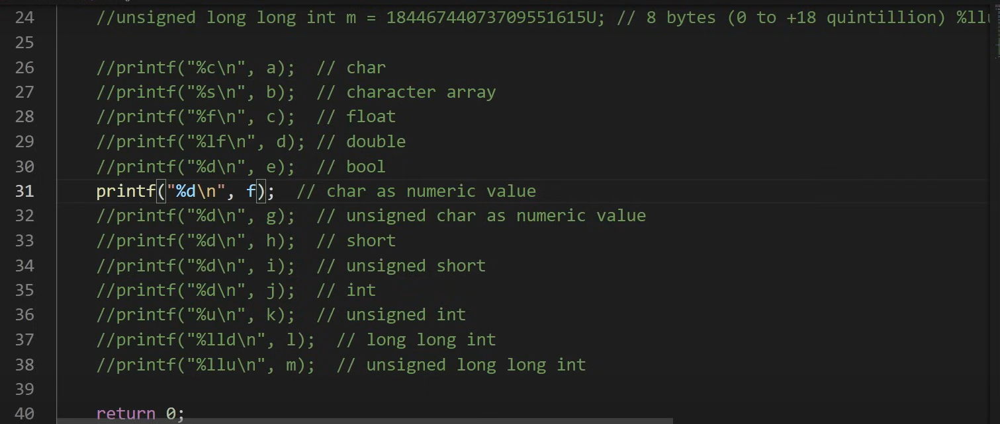 24 //unsigned long long int m = 18446744073709551615U; // 8 bytes (0 to +18 quintillion) %llu
25
26 //printf("%c\n", a); // char
27 //printf("%s\n", b); // character array
28 //printf("%f\n", c); // float
29 //printf("%lf\n", d); // double
30 //printf("%d\n", e); // bool
31 printf("%d\n", f); // char as numeric value
32 //printf("%d\n", g); // unsigned char as numeric value
33 //printf("%d\n", h); // short
34 //printf("%d\n", i); // unsigned short
35 //printf("%d\n", j); // int
36 //printf("%u\n", k); // unsigned int
37 //printf("%lld\n", l); // long long int
38 //printf("%llu\n", m); // unsigned long long int
39
40 return 0;